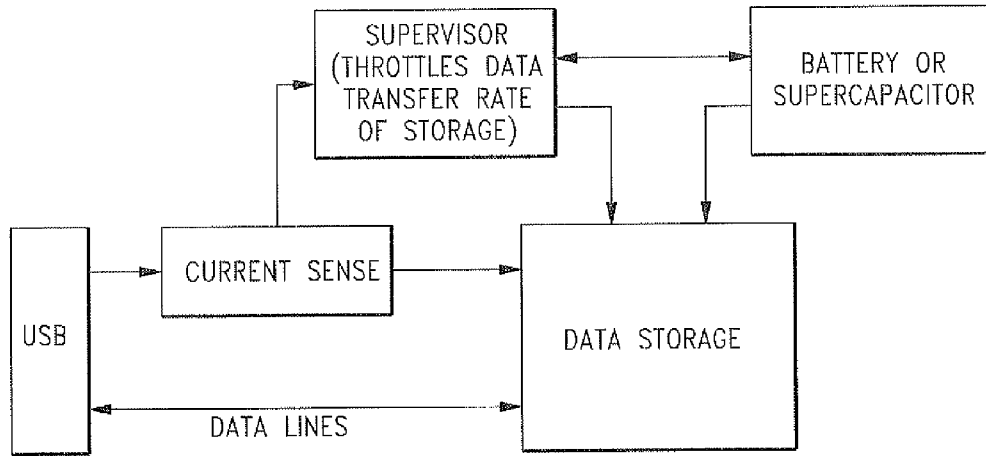 SUPERVISOR
(THROTTLES DATA
TRANSFER RATE
OF STORAGE)
BATTERY OR
SUPERCAPACITOR
CURRENT SENSE
USB
DATA STORAGE
DATA LINES